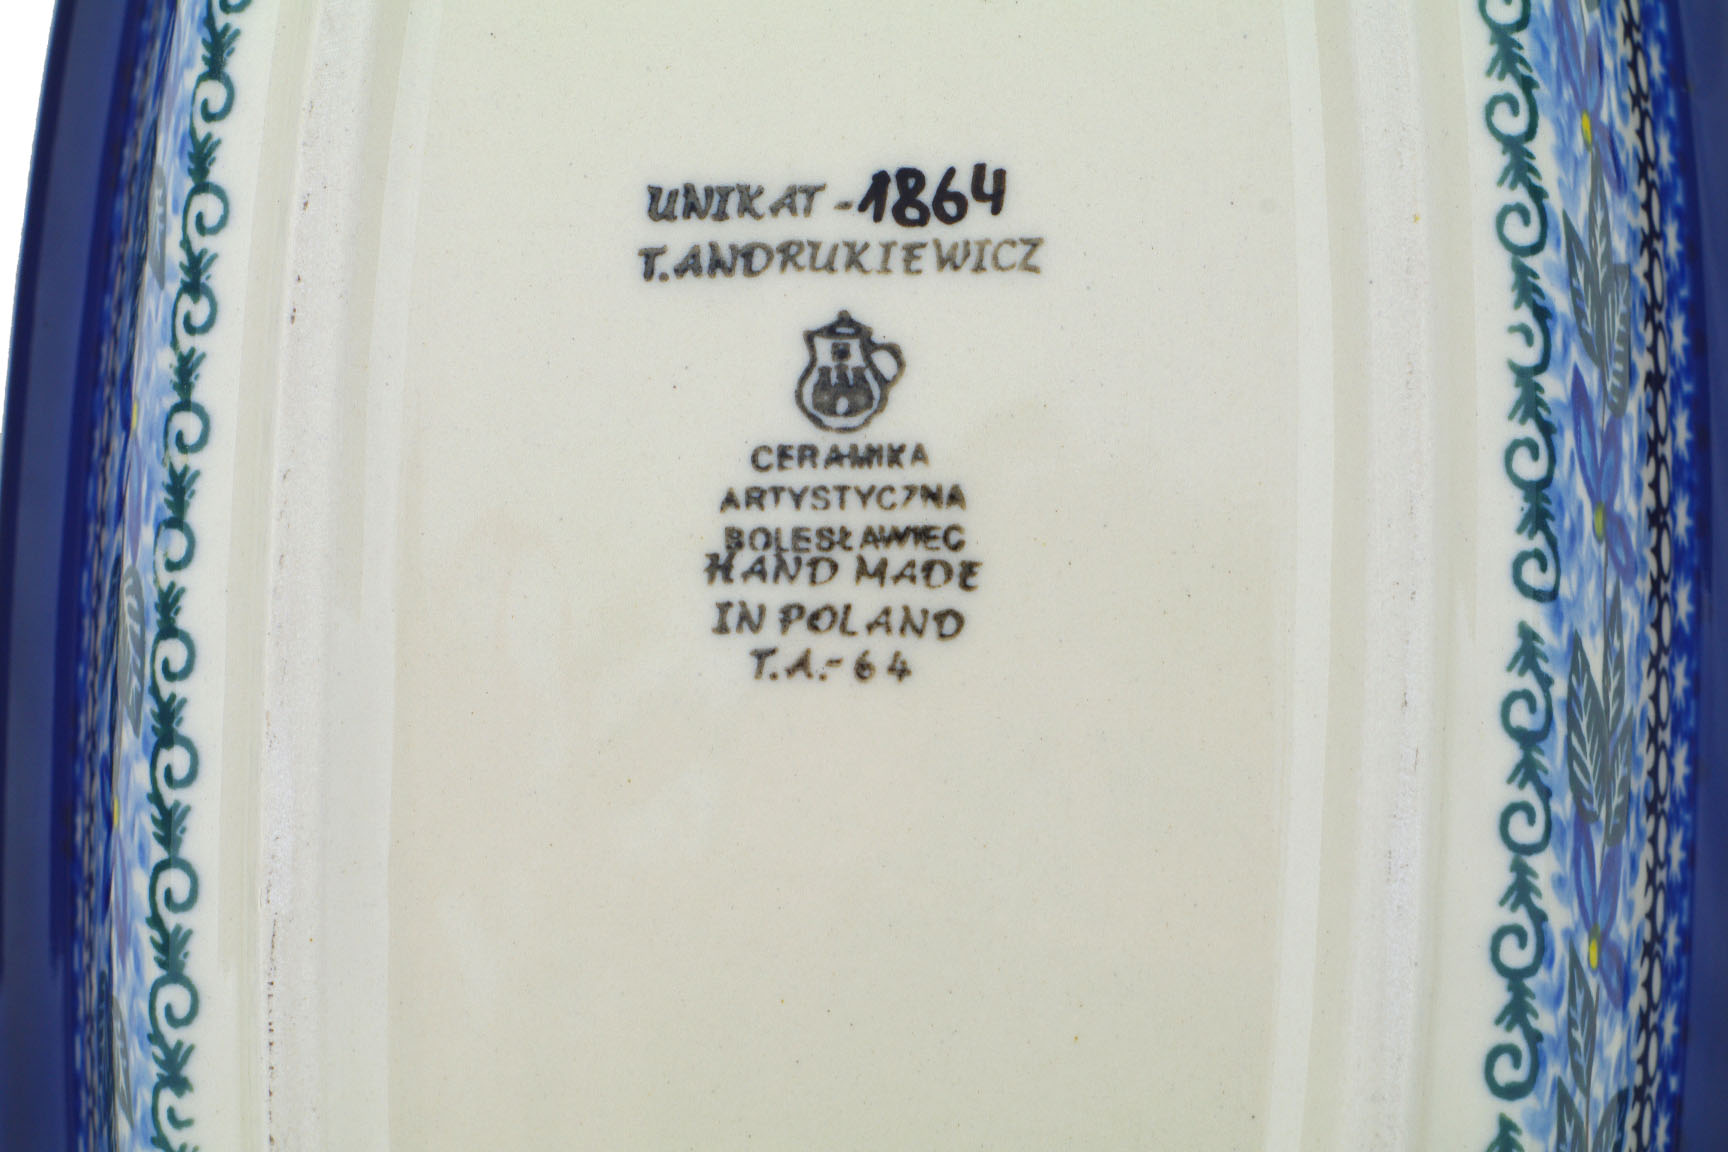 UNIKAT -1864
T.ANDRUKIEWICZ
CERAMIKA
ARTYSTYCZNA
BOLESŁAWIEC
HAND MADE
IN POLAND
T.A.-64